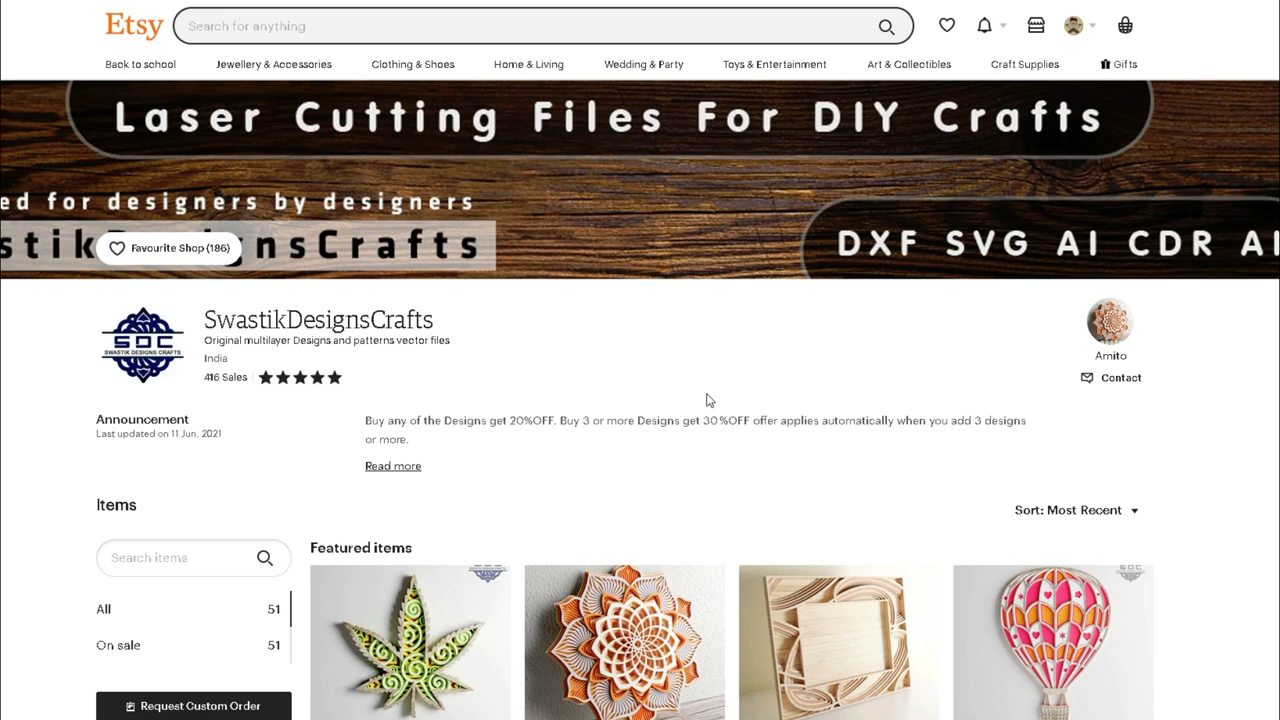 Etsy
Search for anything
Back to school
Jewellery & Accessories
Clothing & Shoes
Home & Living
Wedding & Party
Toys & Entertainment
Art & Collectibles
Craft Supplies
Gifts
Laser Cutting Files For DIY Crafts
ed for designers by designers
DXF SVG AI CDR AI
Favourite Shop (186)
SDC
SWASTIK DESIGNS CRAFTS
SwastikDesignsCrafts
Original multilayer Designs and patterns vector files
India
416 Sales
Amito
Contact
Announcement
Last updated on 11 Jun, 2021
Buy any of the Designs get 20%OFF, Buy 3 or more Designs get 30%OFF offer applies automatically when you add 3 designs
or more.
Read more
Items
Sort: Most Recent
Search items
Featured items
All 51
On sale 51
Request Custom Order